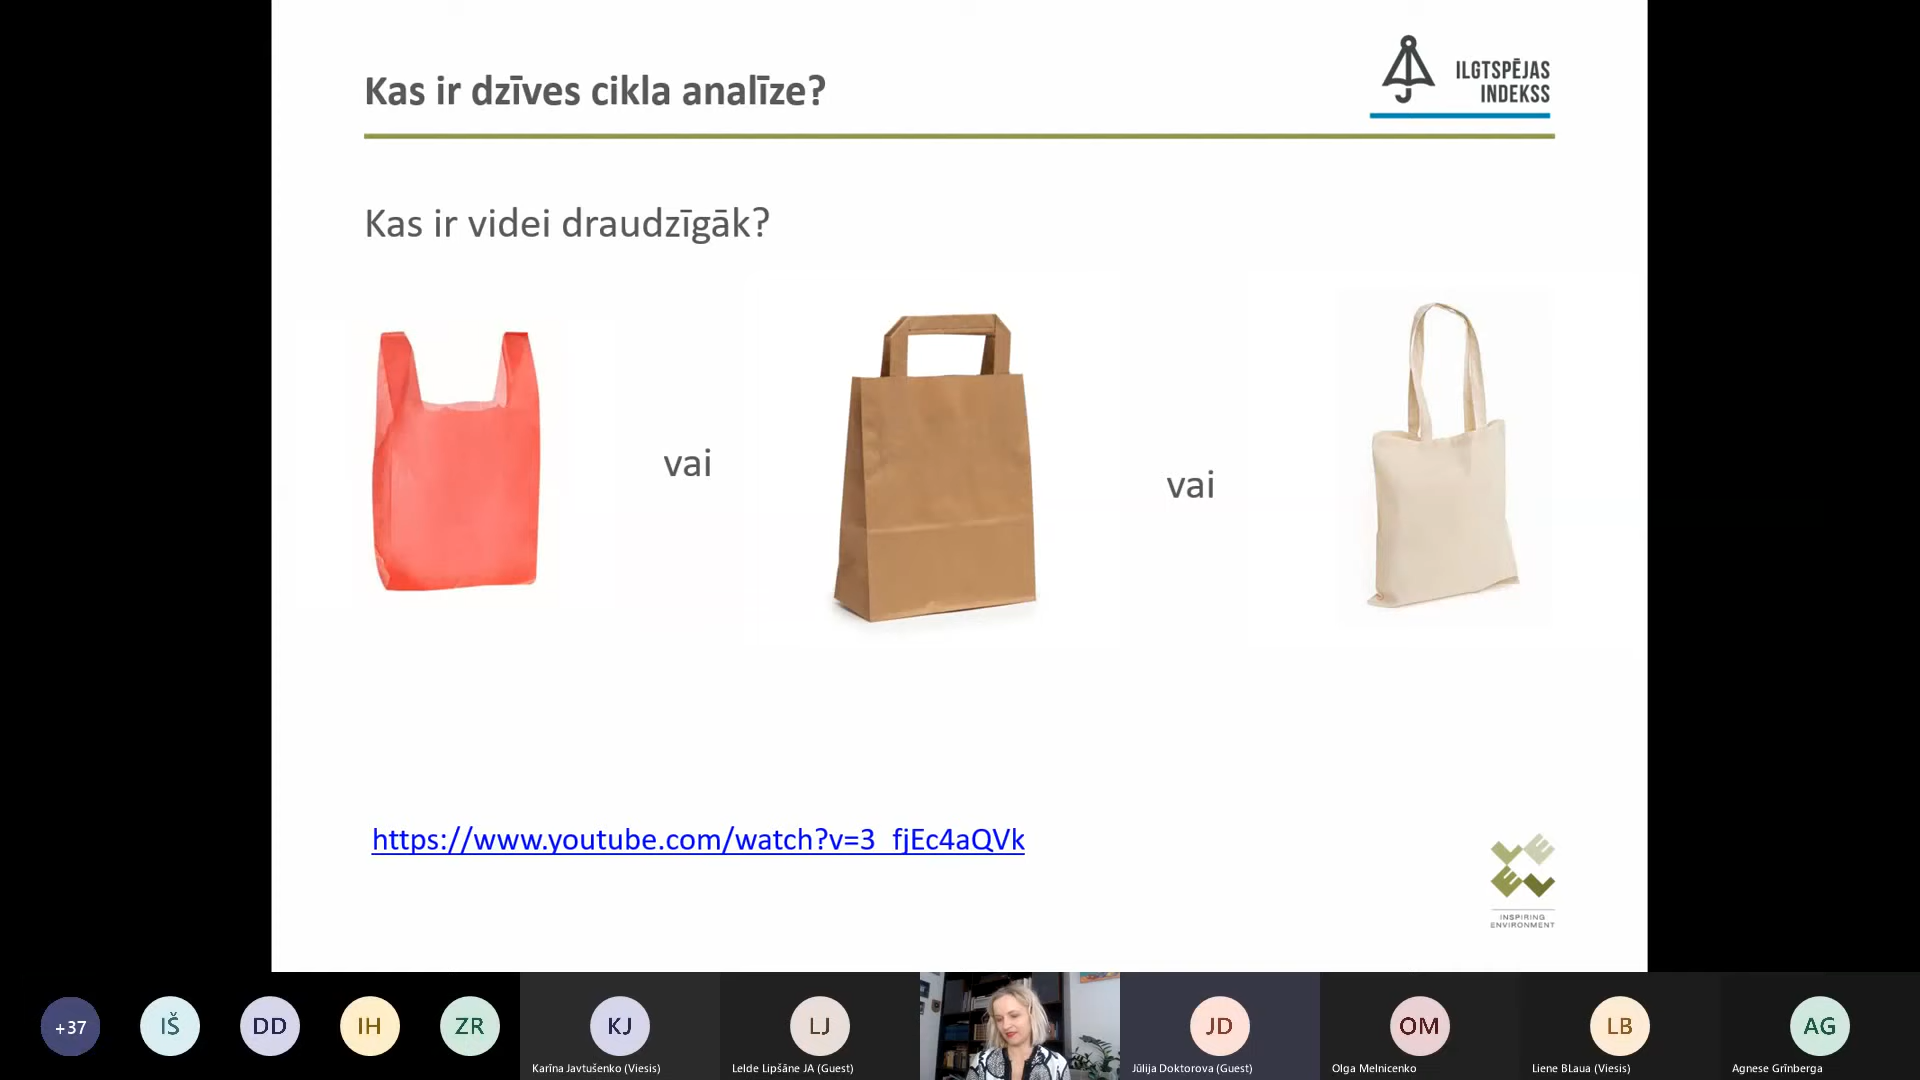 Kas ir dzīves cikla analīze?
ILGTSPĒJAS
INDEKSS
Kas ir videi draudzīgāk?
vai
vai
https://www.youtube.com/watch?v=3_fjEc4aQVk
INSPIRING
ENVIRONMENT
+37
IŠ
DD
IH
ZR
KJ
LJ
JD
OM
LB
AG
Karīna Javtušenko (Viesis)
Lelde Lipšāne JA (Guest)
Jūlija Doktorova (Guest)
Olga Melnicenko
Liene BLaua (Viesis)
Agnese Grīnberga